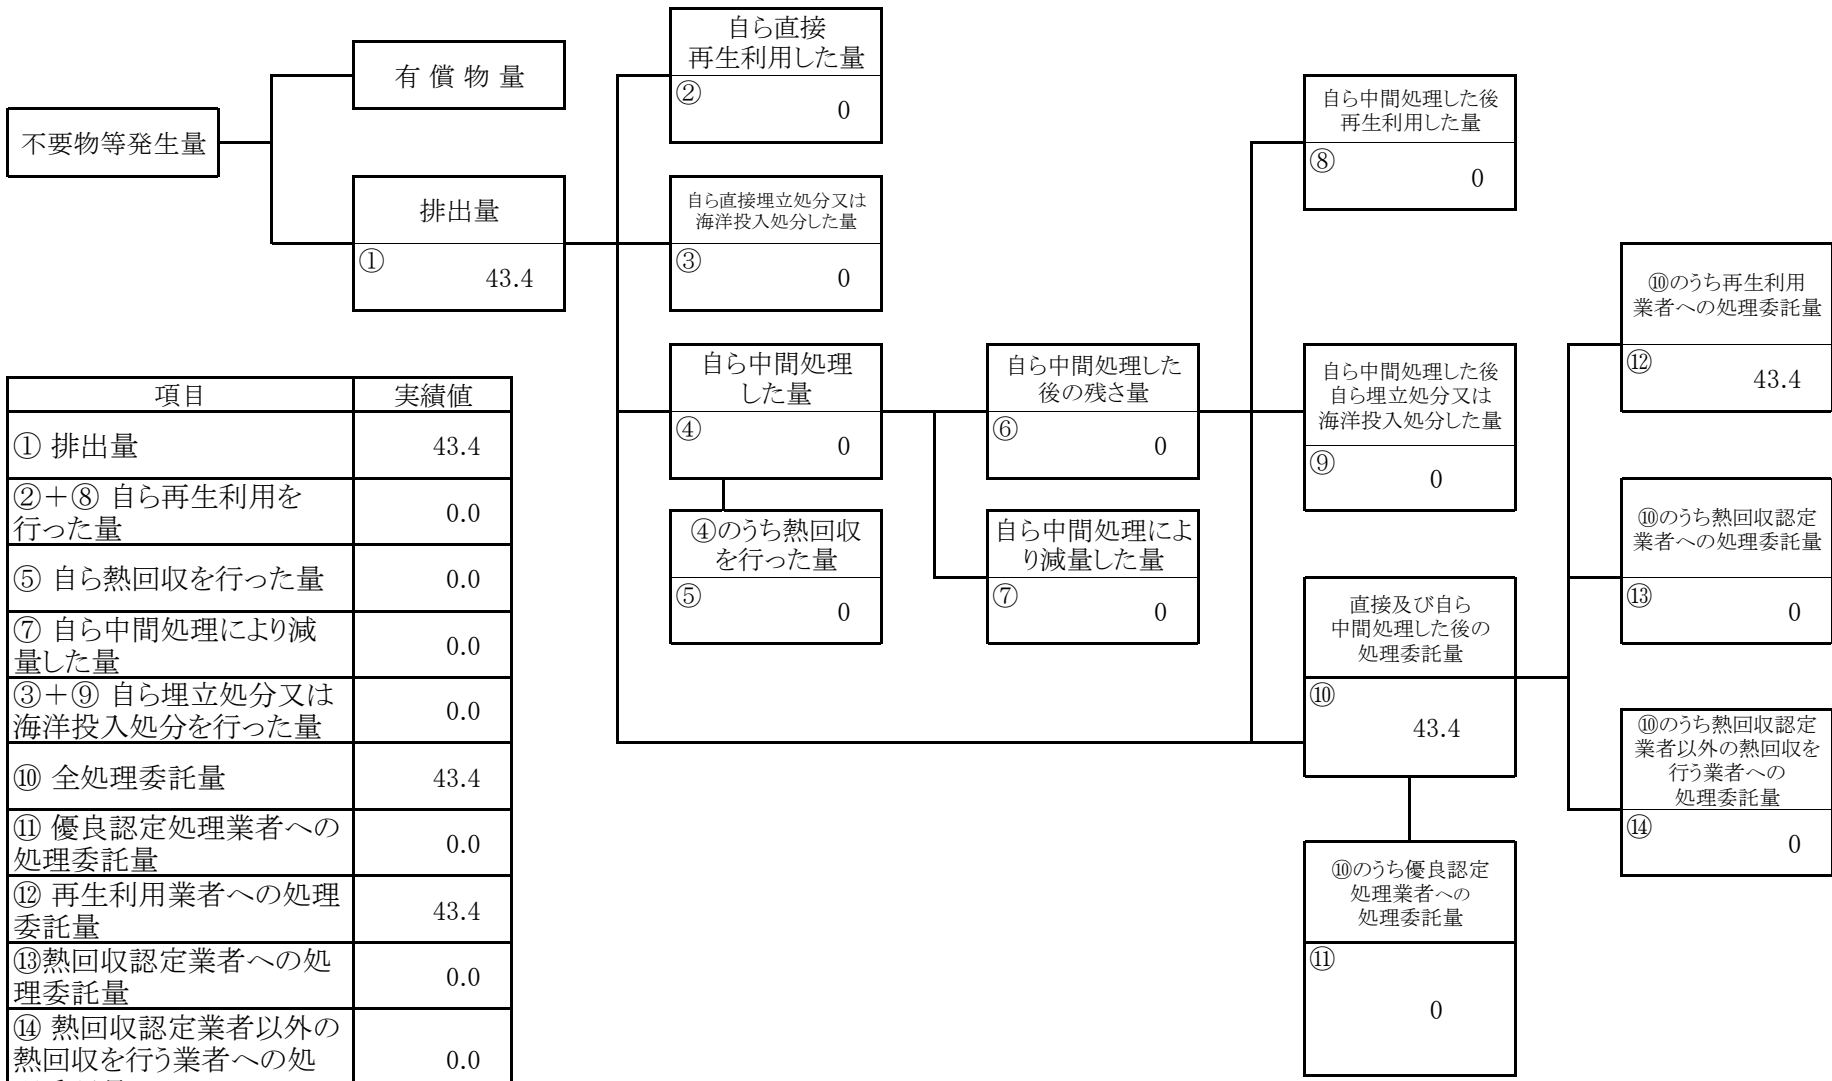 不要物等発生量
有 償 物 量
排出量
①
43.4
自ら直接
再生利用した量
②
0
自ら直接埋立処分又は
海洋投入処分した量
③
0
自ら中間処理
した量
④
0
④のうち熱回収
を行った量
⑤
0
自ら中間処理した
後の残さ量
⑥
0
自ら中間処理によ
り減量した量
⑦
0
自ら中間処理した後
再生利用した量
⑧
0
自ら中間処理した後
自ら埋立処分又は
海洋投入処分した量
⑨
0
直接及び自ら
中間処理した後の
処理委託量
⑩
43.4
⑩のうち優良認定
処理業者への
処理委託量
⑪
0
⑩のうち再生利用
業者への処理委託量
⑫
43.4
⑩のうち熱回収認定
業者への処理委託量
⑬
0
⑩のうち熱回収認定
業者以外の熱回収を
行う業者への
処理委託量
⑭
0
項目 実績値
① 排出量 43.4
②＋⑧ 自ら再生利用を
行った量 0.0
⑤ 自ら熱回収を行った量 0.0
⑦ 自ら中間処理により減
量した量 0.0
③＋⑨ 自ら埋立処分又は
海洋投入処分を行った量 0.0
⑩ 全処理委託量 43.4
⑪ 優良認定処理業者への
処理委託量 0.0
⑫ 再生利用業者への処理
委託量 43.4
⑬熱回収認定業者への処
理委託量 0.0
⑭ 熱回収認定業者以外の
熱回収を行う業者への処 0.0